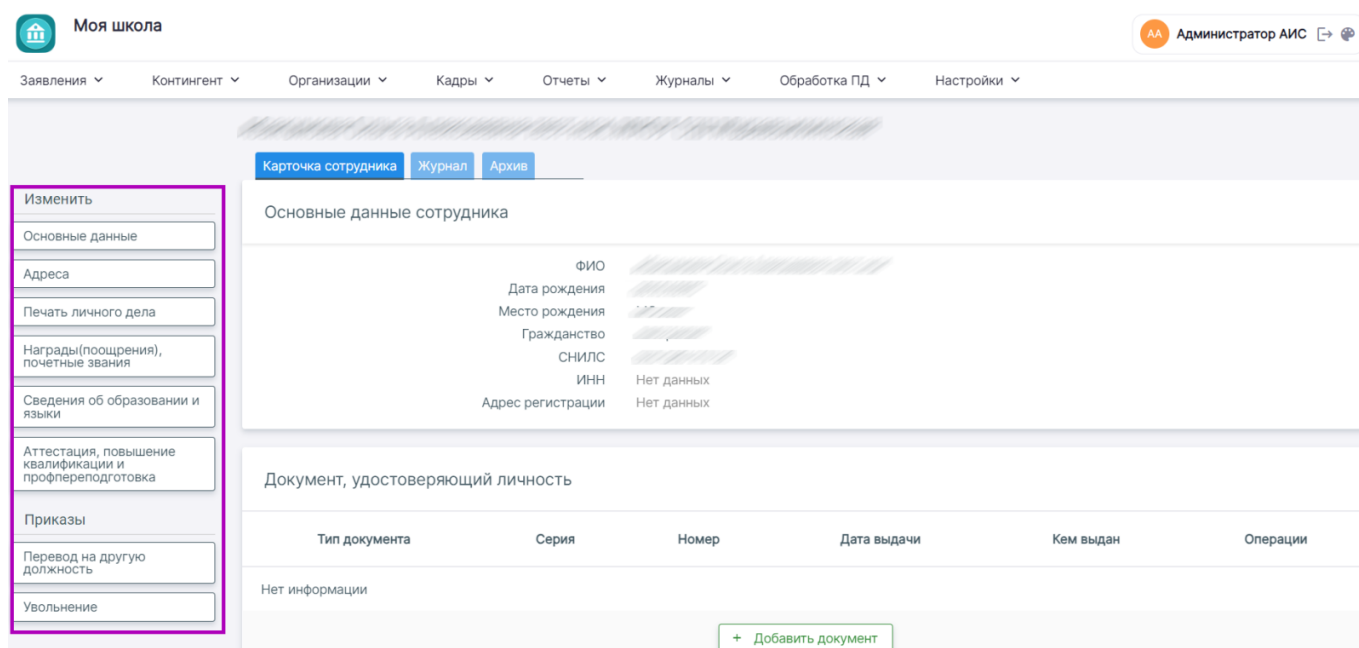 Моя школа
АА Администратор АИС
Заявления Контингент Организации Кадры Отчеты Журналы Обработка ПД Настройки
Карточка сотрудника Журнал Архив
Изменить
Основные данные
Адреса
Печать личного дела
Награды(поощрения),
почетные звания
Сведения об образовании и
языки
Аттестация, повышение
квалификации и
профпереподготовка
Приказы
Перевод на другую
должность
Увольнение
Основные данные сотрудника
ФИО
Дата рождения
Место рождения
Гражданство
СНИЛС
ИНН Нет данных
Адрес регистрации Нет данных
Документ, удостоверяющий личность
Тип документа Серия Номер Дата выдачи Кем выдан Операции
Нет информации
+ Добавить документ